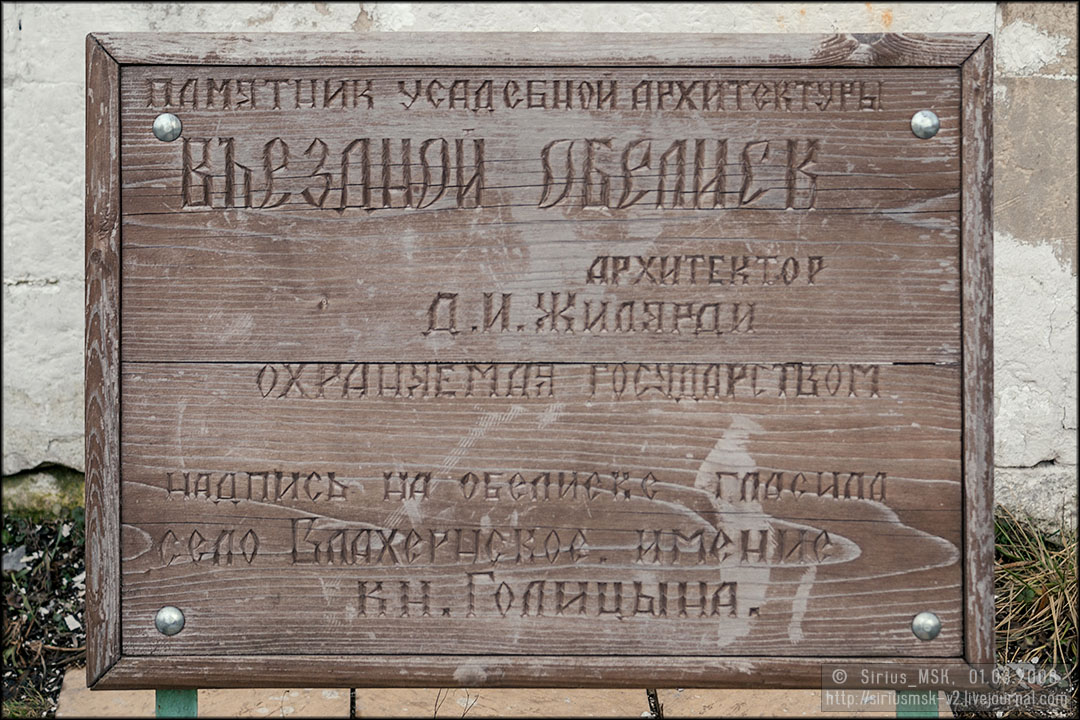 ПАМЯТНИК УСАДЕБНОЙ АРХИТЕКТУРЫ
ВЪЕЗДНОЙ ОБЕЛИСК
АРХИТЕКТОР
Д.И.ЖИЛЯРДИ
ОХРАНЯЕМАЯ ГОСУДАРСТВОМ
НАДПИСЬ НА ОБЕЛИСКЕ ГЛАСИЛА
СЕЛО ВЛАХЕРНСКОЕ. ИМЕНИЕ
КН. ГОЛИЦЫНА.
© Sirius_MSK, 01.03.2008
http://siriusmsk-v2.livejournal.com